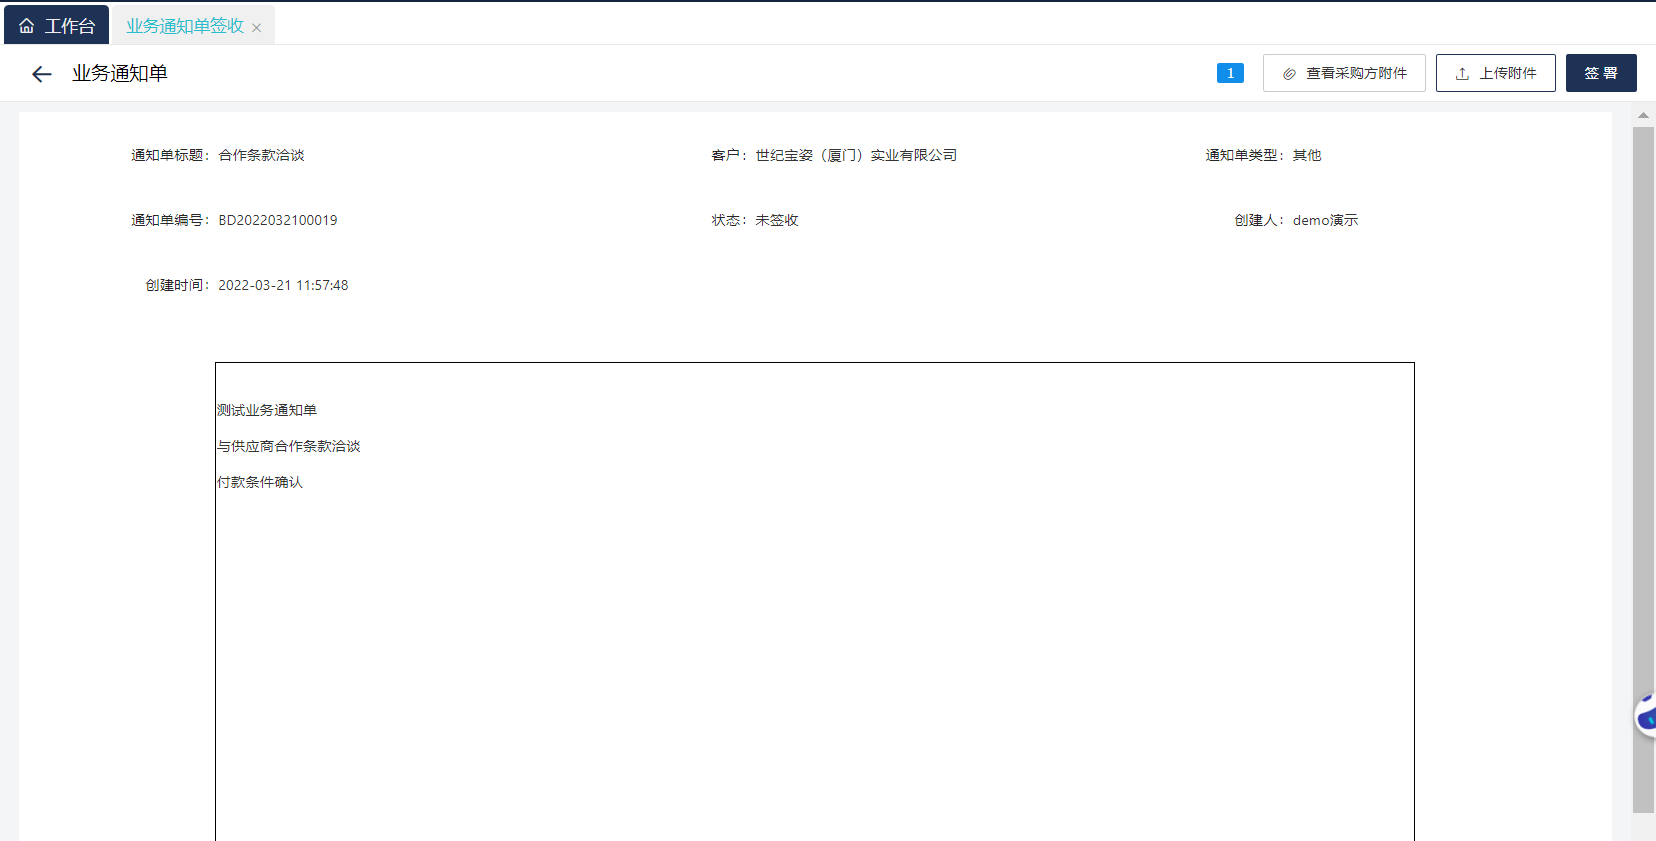 工作台
业务通知单签收 ×
业务通知单
1
查看采购方附件
上传附件
签 署
通知单标题：合作条款洽谈
客户：世纪宝姿（厦门）实业有限公司
通知单类型：其他
通知单编号：BD2022032100019
状态：未签收
创建人：demo演示
创建时间：2022-03-21 11:57:48
测试业务通知单
与供应商合作条款洽谈
付款条件确认